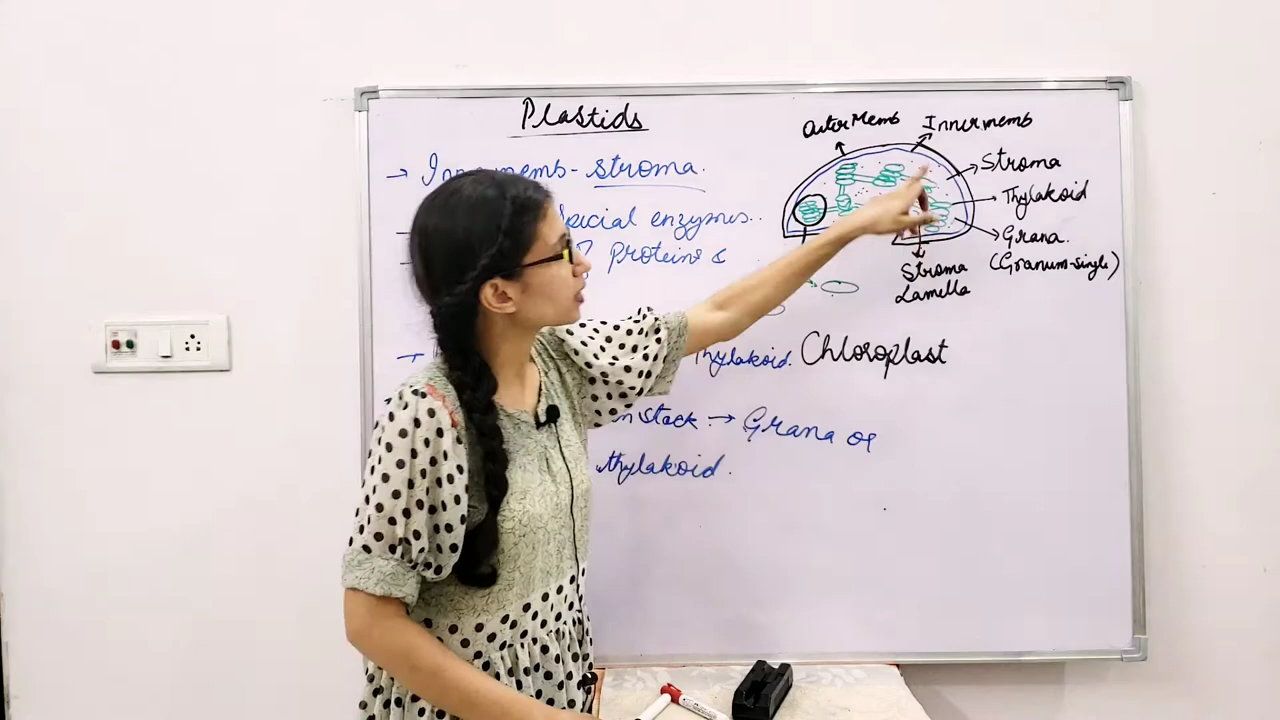 Plastids
→ Inner memb - stroma.
Special enzymes..
Proteins &
Thylakoid.
in stack. → Grana or
thylakoid.
Outer Memb
Inner memb
Stroma
Thylakoid
Grana.
(Granum-single)
Stroma
Lamella
Chloroplast